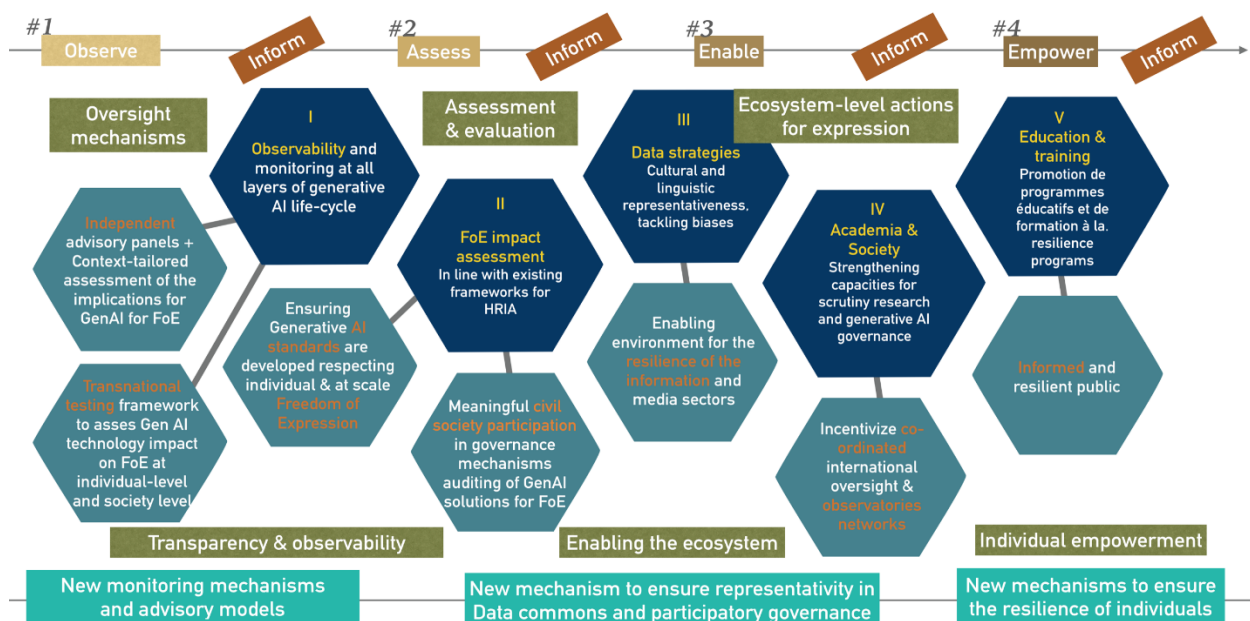 #1
Observe
Inform
#2
Assess
Inform
#3
Enable
Inform
#4
Empower
Inform
Oversight
mechanisms
I
Observability and
monitoring at all
layers of generative
AI life-cycle
Independent
advisory panels +
Context-tailored
assessment of the
implications for
GenAI for FoE
Transnational
testing framework
to asses Gen AI
technology impact
on FoE at
individual-level
and society level
Assessment
& evaluation
II
FoE impact
assessment
In line with existing
frameworks for
HRIA
Ensuring
Generative AI
standards are
developed respecting
individual & at scale
Freedom of
Expression
Meaningful civil
society participation
in governance
mechanisms
auditing of GenAI
solutions for FoE
III
Data strategies
Cultural and
linguistic
representativeness,
tackling biases
Enabling
environment for the
resilience of the
information and
media sectors
Ecosystem-level actions
for expression
IV
Academia &
Society
Strengthening
capacities for
scrutiny research
and generative AI
governance
Incentivize co-
ordinated
international
oversight &
observatories
networks
V
Education &
training
Promotion de
programmes
éducatifs et de
formation à la.
resilience
programs
Informed and
resilient public
Transparency & observability
Enabling the ecosystem
Individual empowerment
New monitoring mechanisms
and advisory models
New mechanism to ensure representativity in
Data commons and participatory governance
New mechanisms to ensure
the resilience of individuals